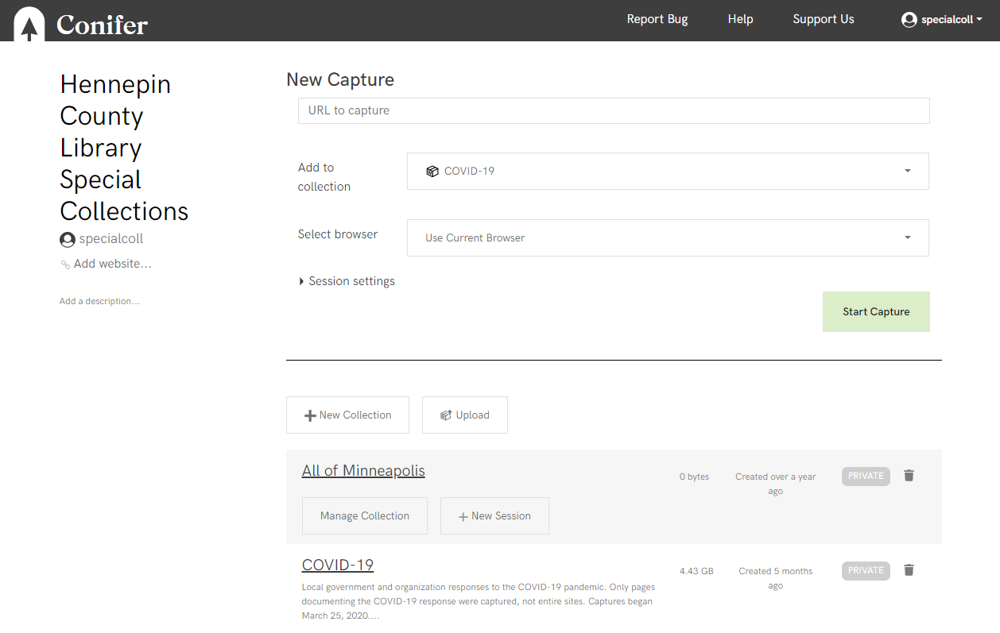 Conifer
Report Bug
Help
Support Us
specialcoll
Hennepin
County
Library
Special
Collections
specialcoll
Add website...
Add a description...
New Capture
URL to capture
Add to
collection
COVID-19
Select browser
Use Current Browser
Session settings
Start Capture
New Collection
Upload
All of Minneapolis
0 bytes
Created over a year
ago
PRIVATE
Manage Collection
New Session
COVID-19
4.43 GB
Created 5 months
ago
PRIVATE
Local government and organization responses to the COVID-19 pandemic. Only pages
documenting the COVID-19 response were captured, not entire sites. Captures began
March 25, 2020....